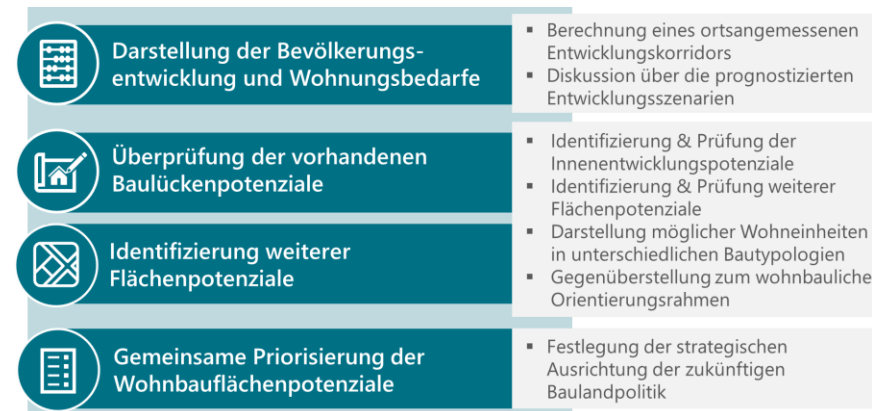 Darstellung der Bevölkerungs-
entwicklung und Wohnungsbedarfe
▪ Berechnung eines ortsangemessenen
Entwicklungskorridors
▪ Diskussion über die prognostizierten
Entwicklungsszenarien
Überprüfung der vorhandenen
Baulückenpotenziale
Identifizierung weiterer
Flächenpotenziale
▪ Identifizierung & Prüfung der
Innenentwicklungspotenziale
▪ Identifizierung & Prüfung weiterer
Flächenpotenziale
▪ Darstellung möglicher Wohneinheiten
in unterschiedlichen Bautypologien
▪ Gegenüberstellung zum wohnbauliche
Orientierungsrahmen
Gemeinsame Priorisierung der
Wohnbauflächenpotenziale
▪ Festlegung der strategischen
Ausrichtung der zukünftigen
Baulandpolitik